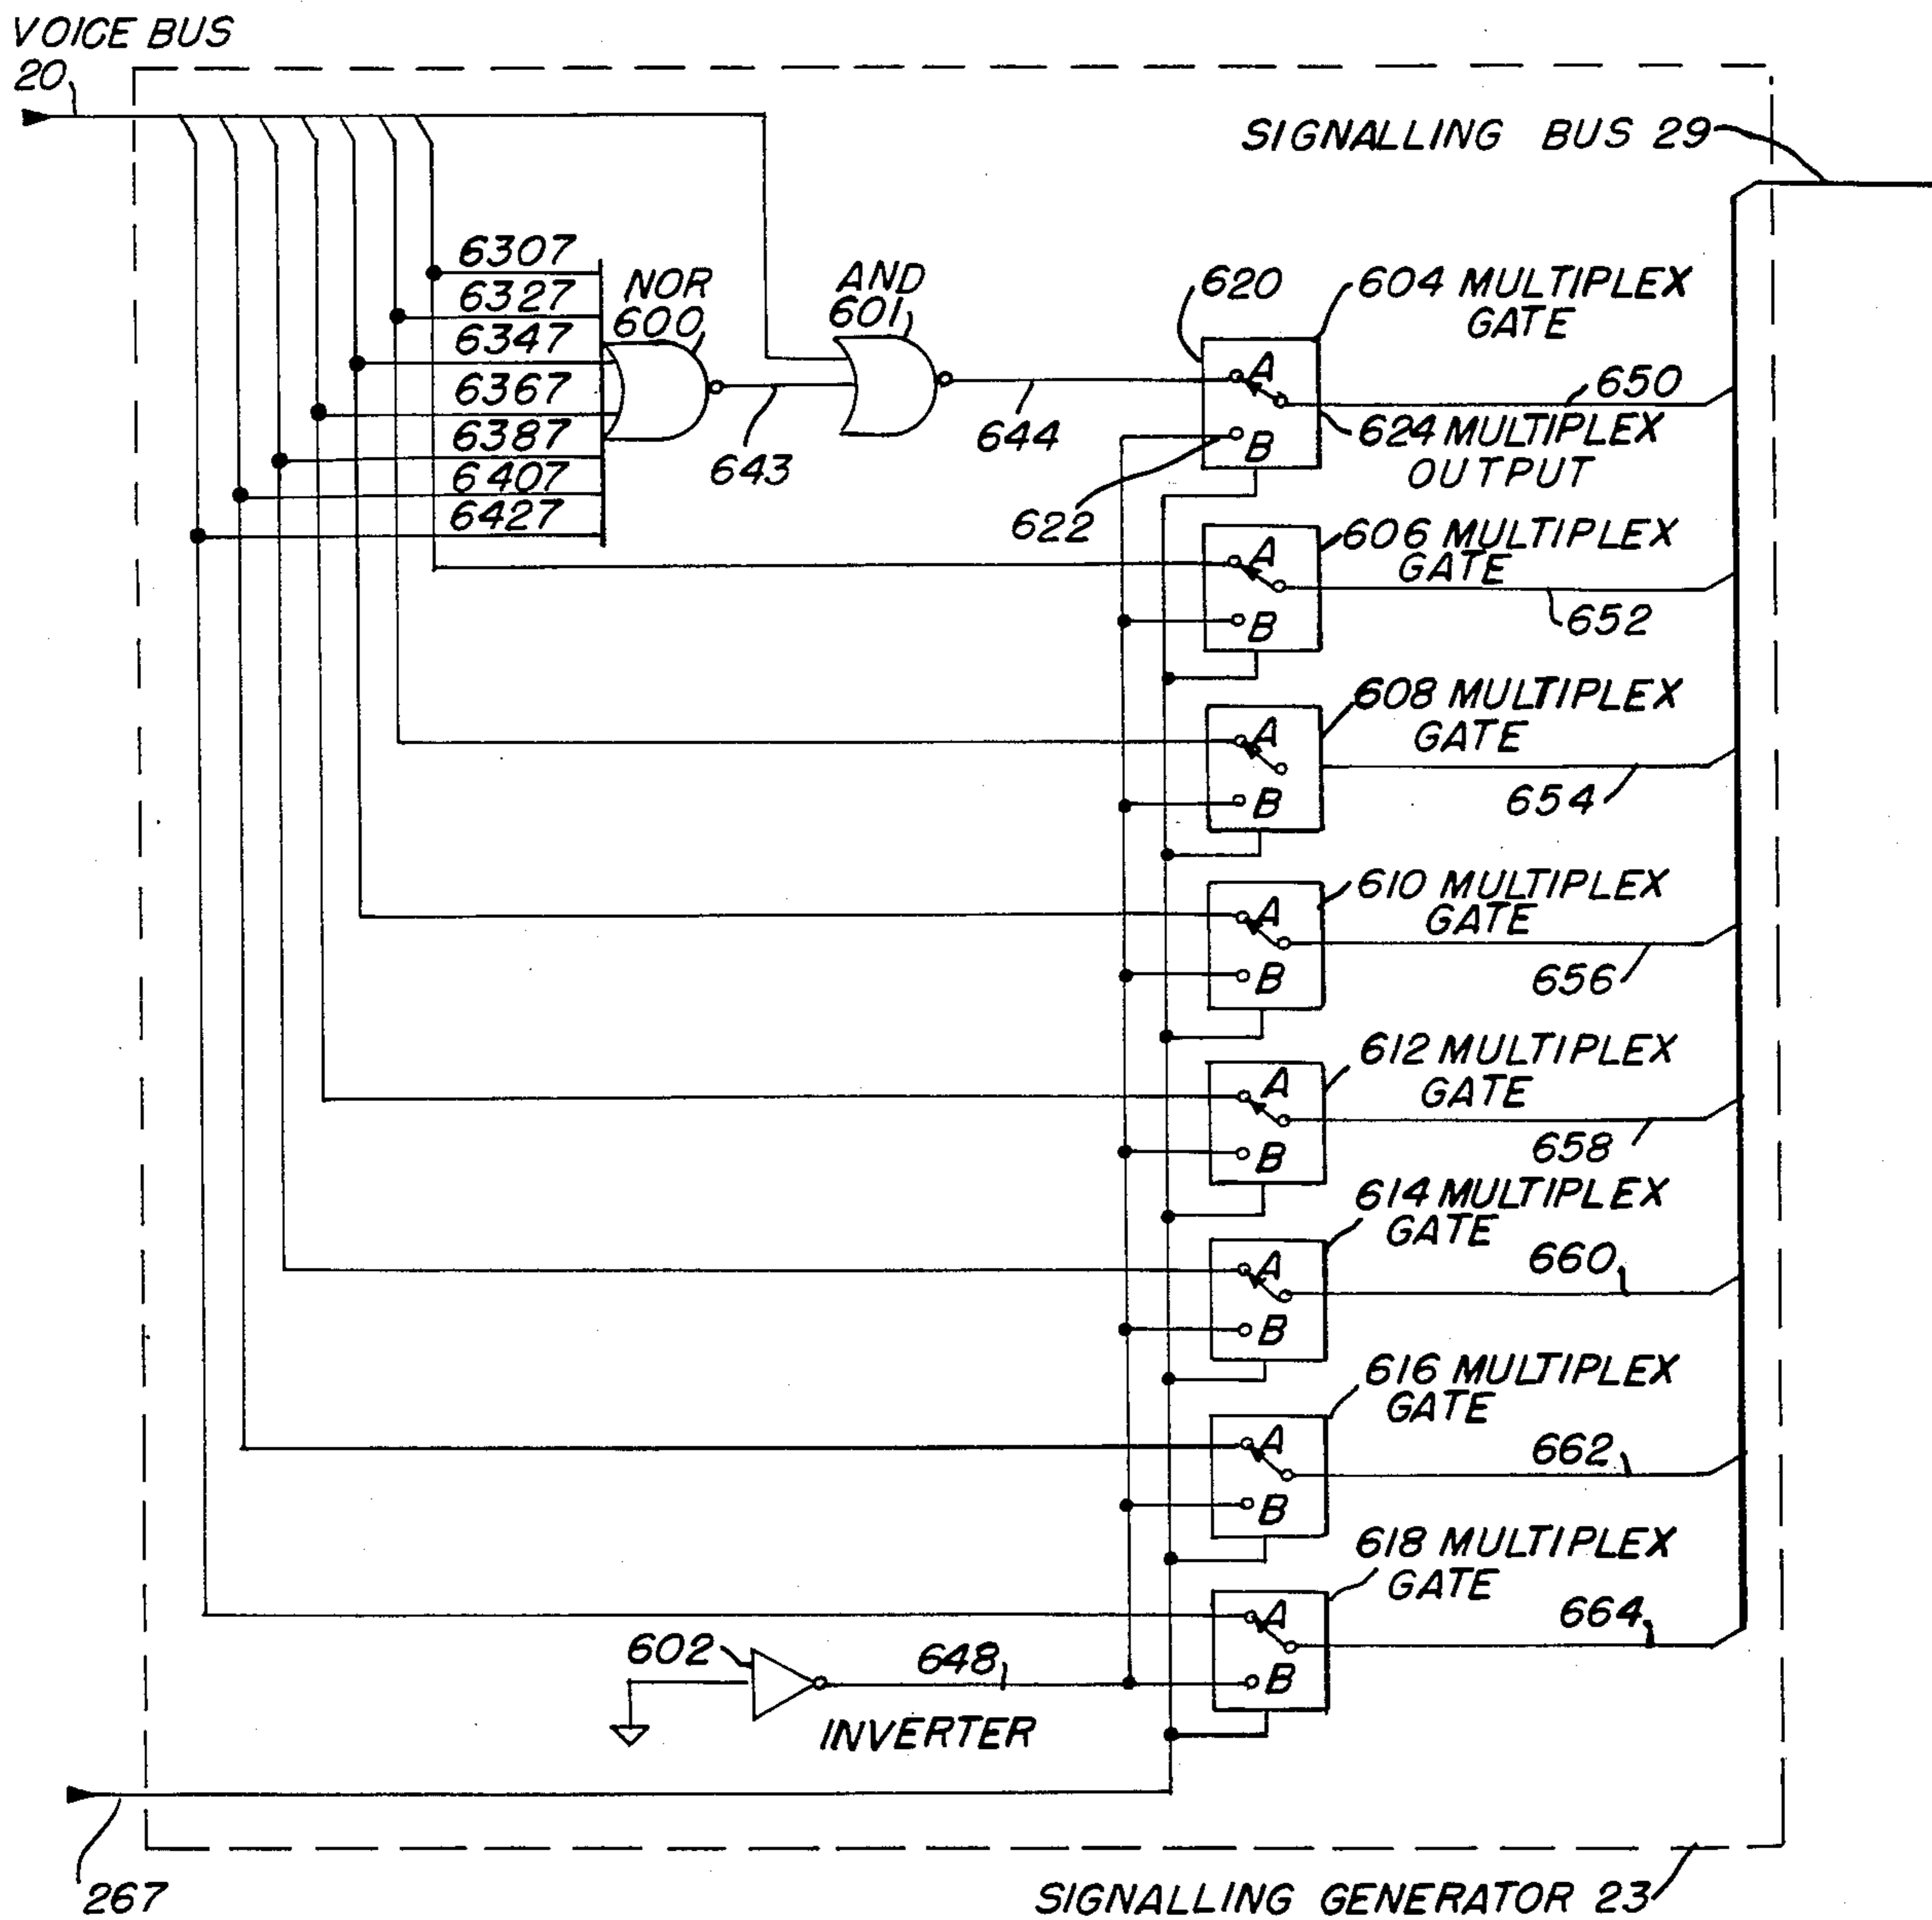 VOICE BUS
20
SIGNALLING BUS 29
6307
6327
6347
6367
6387
6407
6427
NOR
600
AND
601
643
644
620
622
604 MULTIPLEX
GATE
A
B
650
624 MULTIPLEX
OUTPUT
606 MULTIPLEX
GATE
A
B
652
608 MULTIPLEX
GATE
A
B
654
610 MULTIPLEX
GATE
A
B
656
612 MULTIPLEX
GATE
A
B
658
614 MULTIPLEX
GATE
A
B
660
616 MULTIPLEX
GATE
A
B
662
618 MULTIPLEX
GATE
A
B
664
602
648
INVERTER
267
SIGNALLING GENERATOR 23